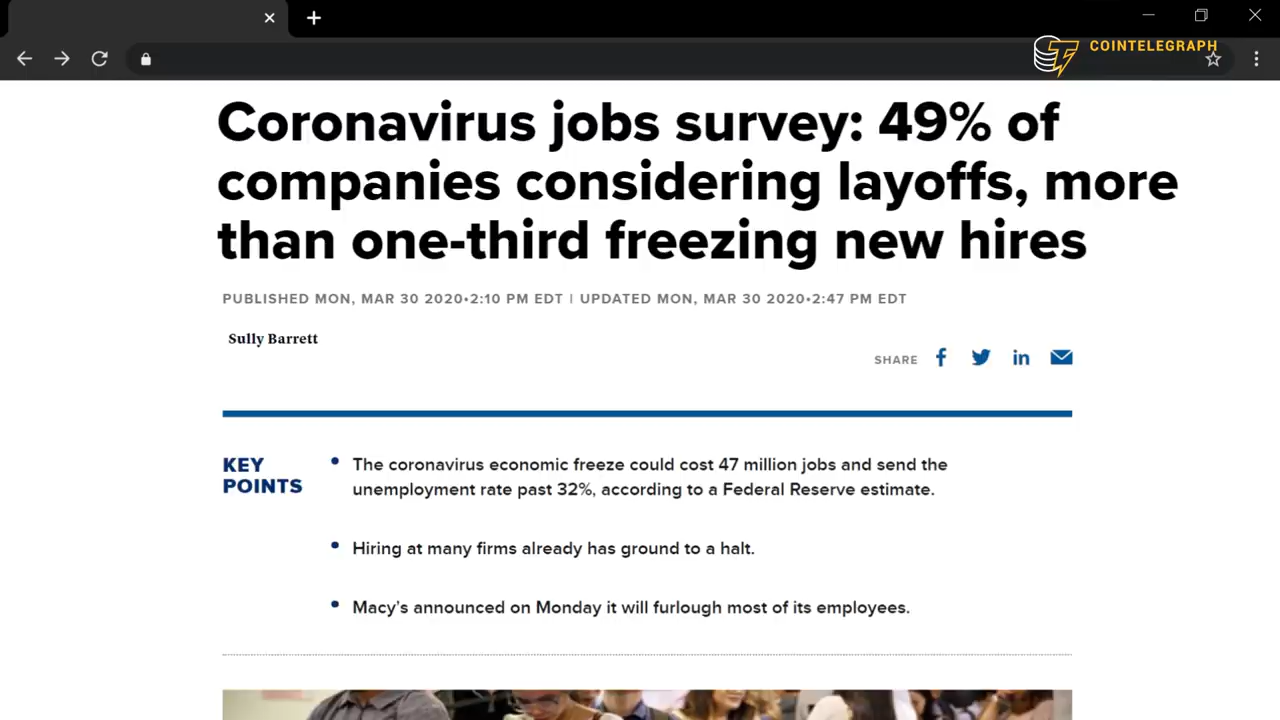 COINTELEGRAPH
Coronavirus jobs survey: 49% of
companies considering layoffs, more
than one-third freezing new hires
PUBLISHED MON, MAR 30 2020•2:10 PM EDT | UPDATED MON, MAR 30 2020•2:47 PM EDT
Sully Barrett
SHARE
KEY
POINTS
• The coronavirus economic freeze could cost 47 million jobs and send the
unemployment rate past 32%, according to a Federal Reserve estimate.
• Hiring at many firms already has ground to a halt.
• Macy’s announced on Monday it will furlough most of its employees.